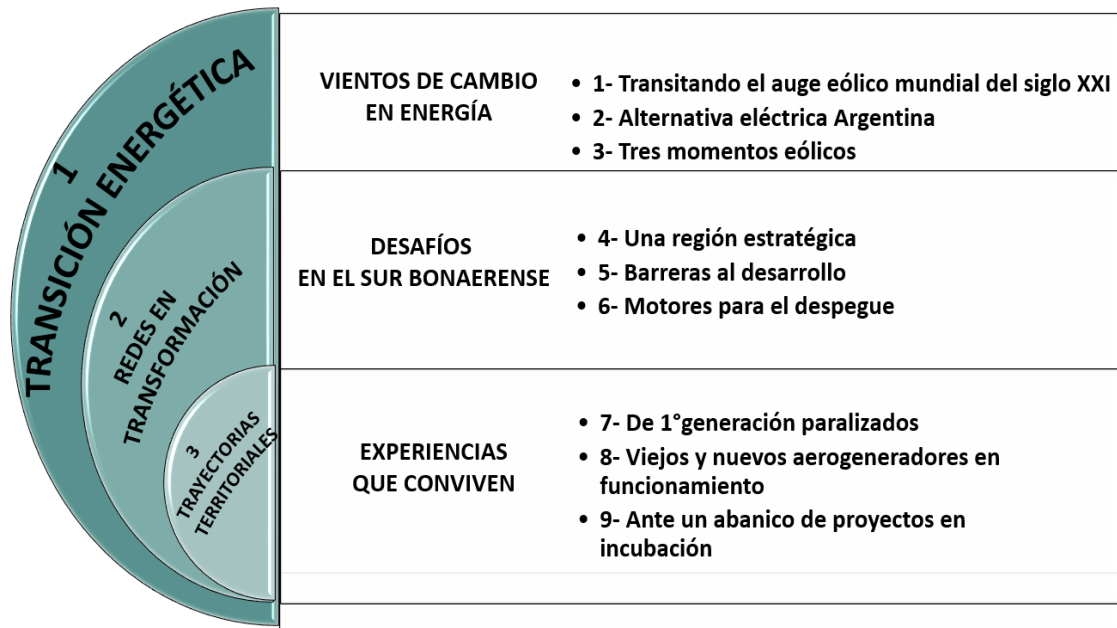 1
TRANSICIÓN ENERGÉTICA
VIENTOS DE CAMBIO
EN ENERGÍA
• 1- Transitando el auge eólico mundial del siglo XXI
• 2- Alternativa eléctrica Argentina
• 3- Tres momentos eólicos
2
REDES EN
TRANSFORMACIÓN
DESAFÍOS
EN EL SUR BONAERENSE
• 4- Una región estratégica
• 5- Barreras al desarrollo
• 6- Motores para el despegue
3
TRAYECTORIAS
TERRITORIALES
EXPERIENCIAS
QUE CONVIVEN
• 7- De 1°generación paralizados
• 8- Viejos y nuevos aerogeneradores en
funcionamiento
• 9- Ante un abanico de proyectos en
incubación